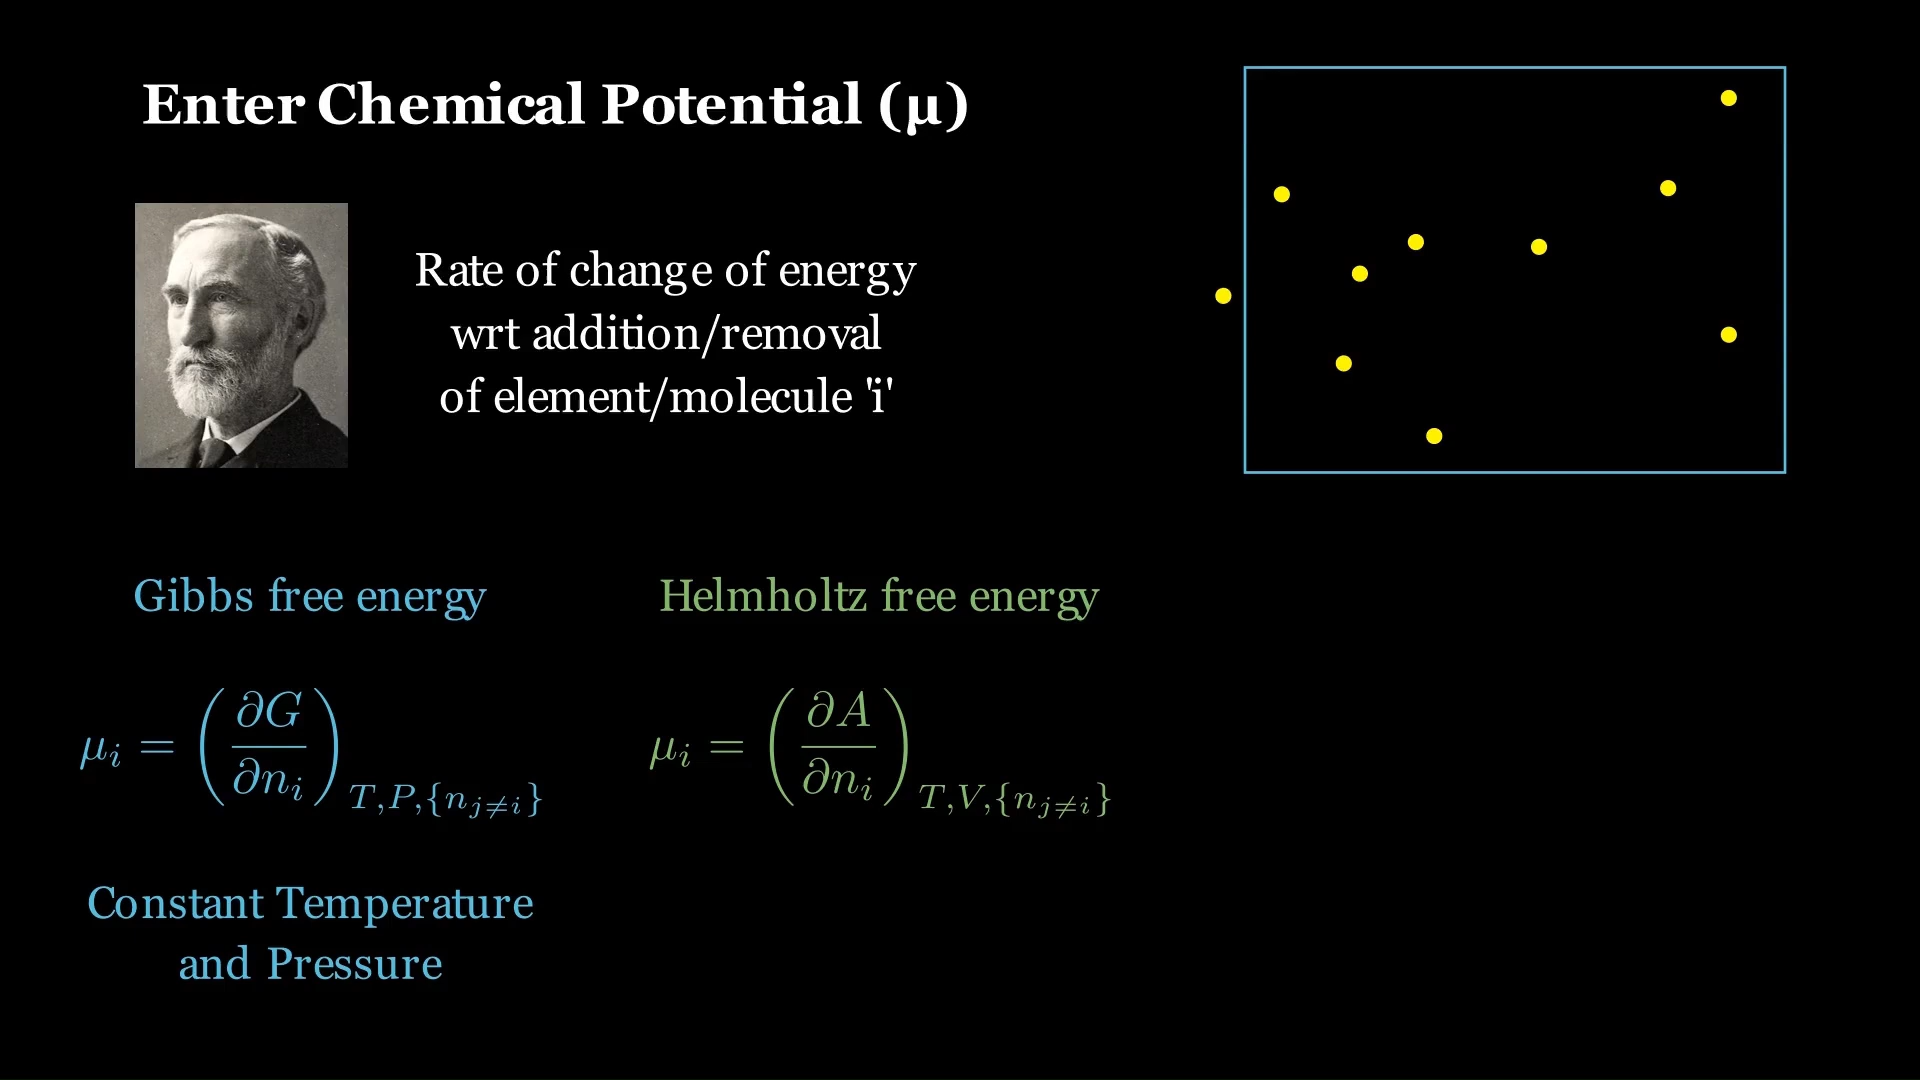 Enter Chemical Potential (μ)
Rate of change of energy
wrt addition/removal
of element/molecule 'i'
Gibbs free energy
Helmholtz free energy
μ_i = (∂G/∂n_i)_{T,P,{n_{j≠i}}}
μ_i = (∂A/∂n_i)_{T,V,{n_{j≠i}}}
Constant Temperature
and Pressure